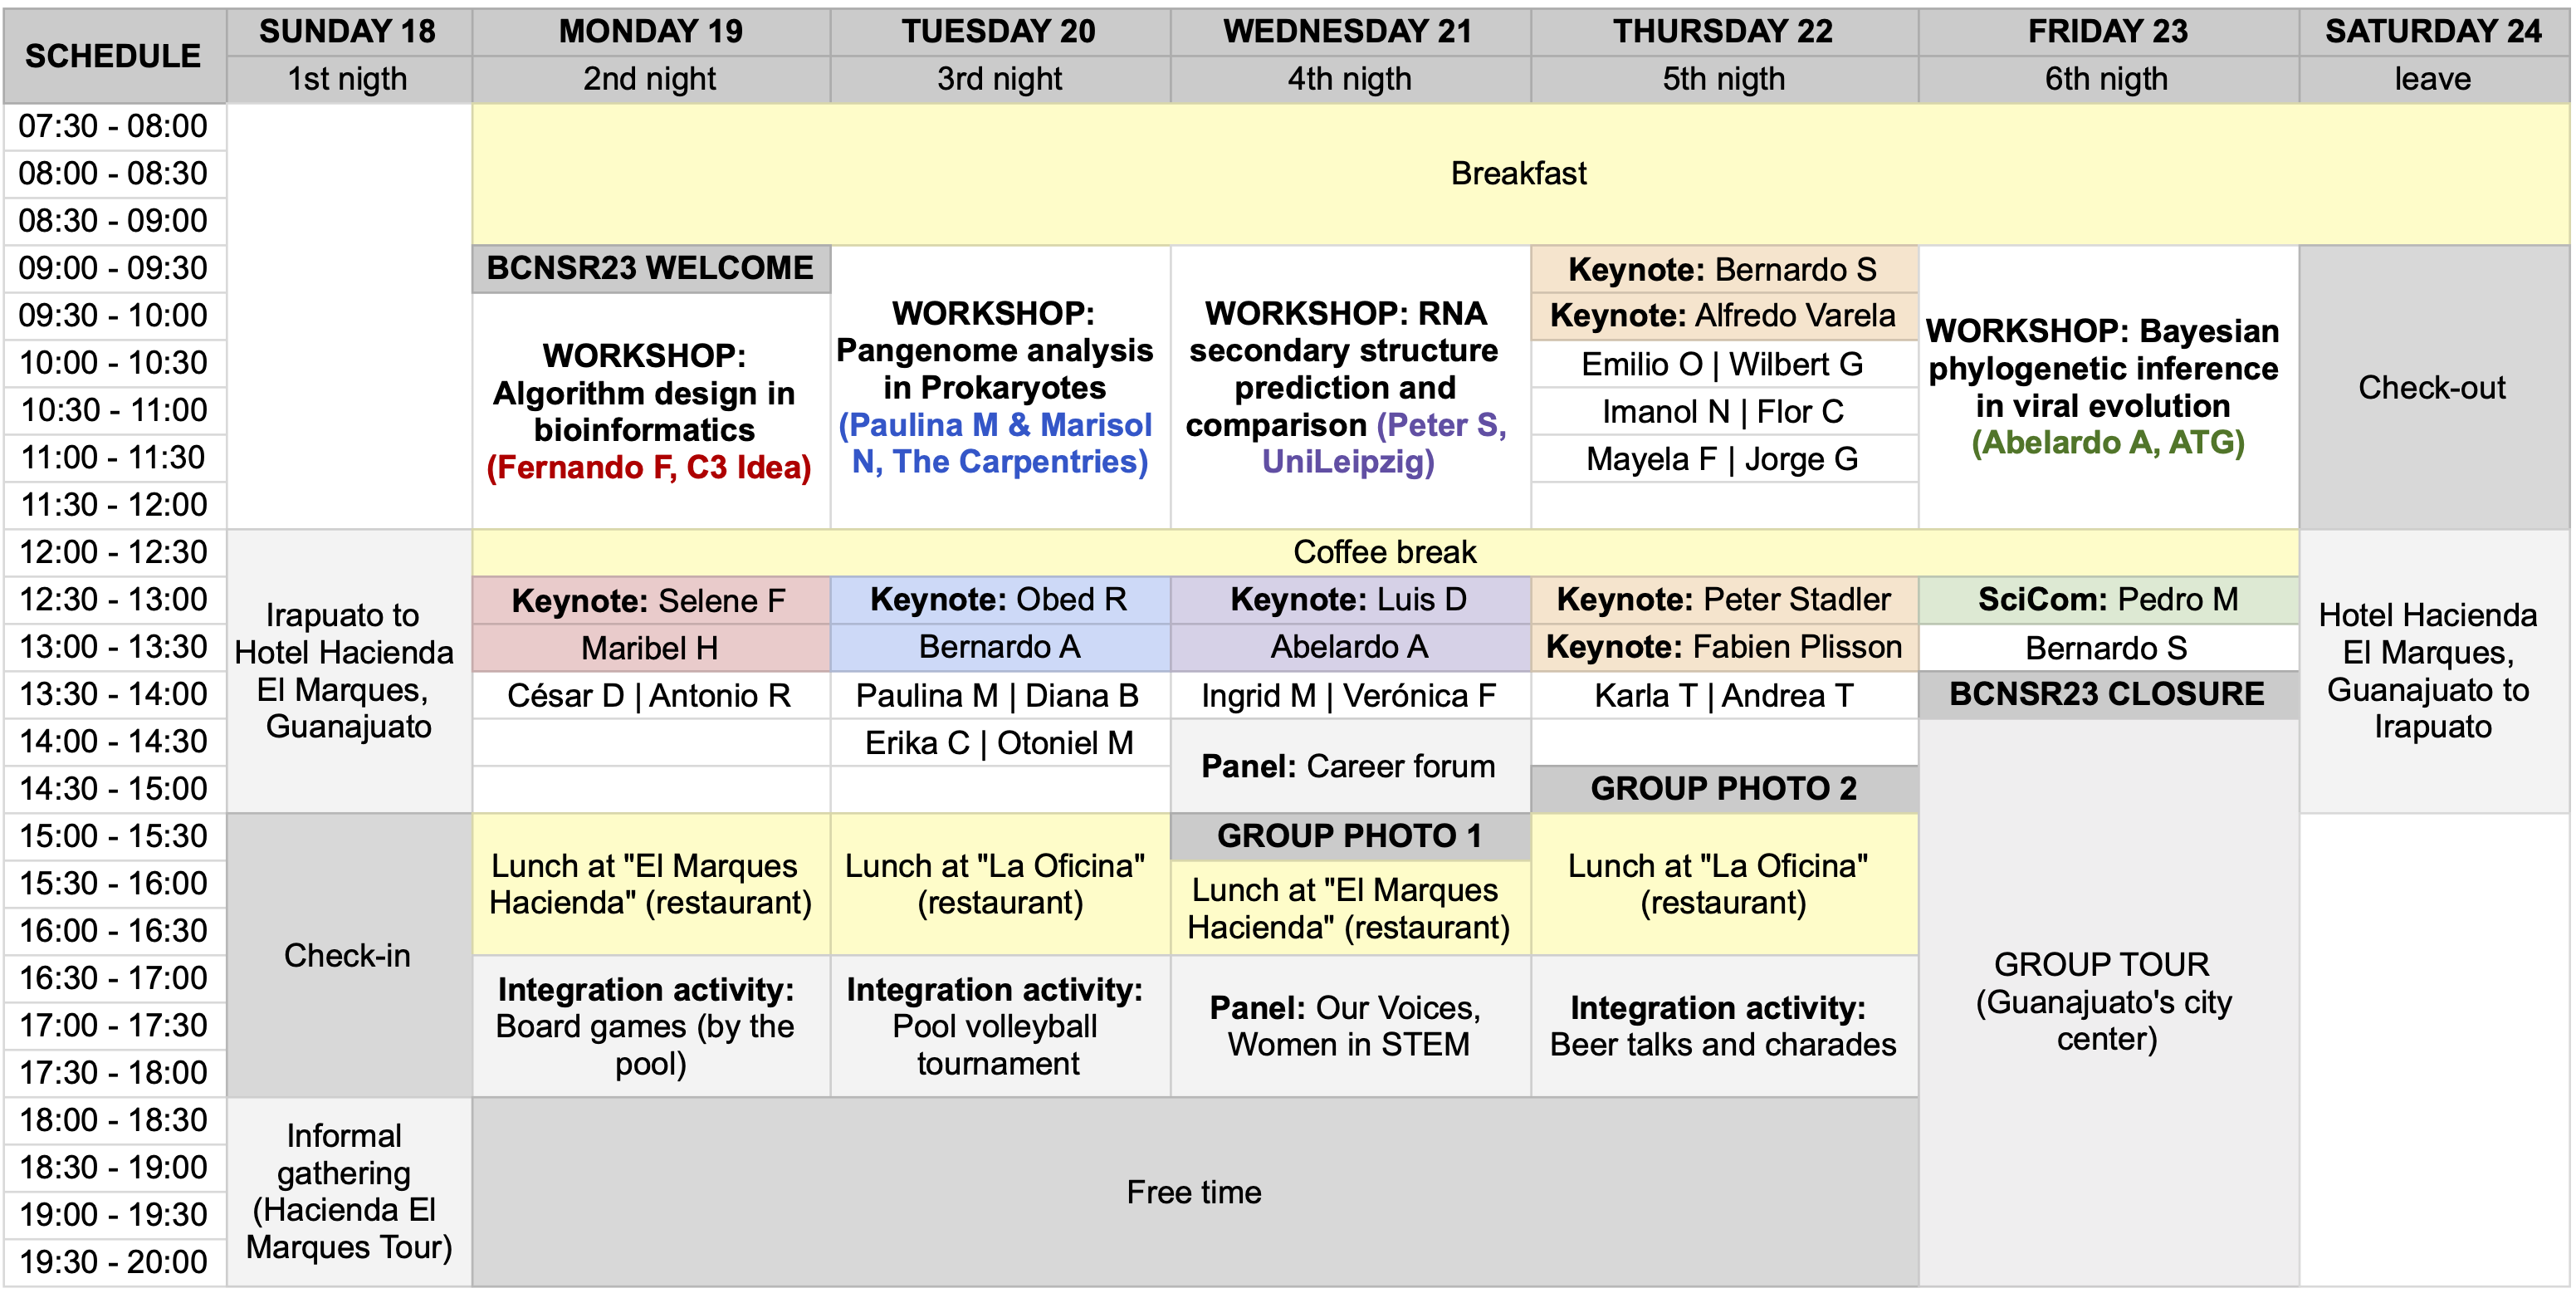 SCHEDULE
SUNDAY 18
MONDAY 19
TUESDAY 20
WEDNESDAY 21
THURSDAY 22
FRIDAY 23
SATURDAY 24
1st nigth
2nd night
3rd night
4th nigth
5th nigth
6th nigth
leave
07:30 - 08:00
08:00 - 08:30
Breakfast
08:30 - 09:00
09:00 - 09:30
BCNSR23 WELCOME
Keynote: Bernardo S
09:30 - 10:00
Keynote: Alfredo Varela
10:00 - 10:30
Emilio O | Wilbert G
10:30 - 11:00
Imanol N | Flor C
11:00 - 11:30
Mayela F | Jorge G
11:30 - 12:00
WORKSHOP:
Algorithm design in
bioinformatics
(Fernando F, C3 Idea)
WORKSHOP:
Pangenome analysis
in Prokaryotes
(Paulina M & Marisol
N, The Carpentries)
WORKSHOP: RNA
secondary structure
prediction and
comparison (Peter S,
UniLeipzig)
WORKSHOP: Bayesian
phylogenetic inference
in viral evolution
(Abelardo A, ATG)
Check-out
12:00 - 12:30
Coffee break
Irapuato to
Hotel Hacienda
El Marques,
Guanajuato
12:30 - 13:00
Keynote: Selene F
Keynote: Obed R
Keynote: Luis D
Keynote: Peter Stadler
SciCom: Pedro M
13:00 - 13:30
Maribel H
Bernardo A
Abelardo A
Keynote: Fabien Plisson
Bernardo S
13:30 - 14:00
César D | Antonio R
Paulina M | Diana B
Ingrid M | Verónica F
Karla T | Andrea T
BCNSR23 CLOSURE
Hotel Hacienda
El Marques,
Guanajuato to
Irapuato
14:00 - 14:30
Erika C | Otoniel M
Panel: Career forum
14:30 - 15:00
GROUP PHOTO 2
15:00 - 15:30
GROUP PHOTO 1
15:30 - 16:00
16:00 - 16:30
Check-in
Lunch at "El Marques
Hacienda" (restaurant)
Lunch at "La Oficina"
(restaurant)
Lunch at "El Marques
Hacienda" (restaurant)
Lunch at "La Oficina"
(restaurant)
16:30 - 17:00
17:00 - 17:30
17:30 - 18:00
Integration activity:
Board games (by the
pool)
Integration activity:
Pool volleyball
tournament
Panel: Our Voices,
Women in STEM
Integration activity:
Beer talks and charades
GROUP TOUR
(Guanajuato's city
center)
18:00 - 18:30
18:30 - 19:00
19:00 - 19:30
19:30 - 20:00
Informal
gathering
(Hacienda El
Marques Tour)
Free time